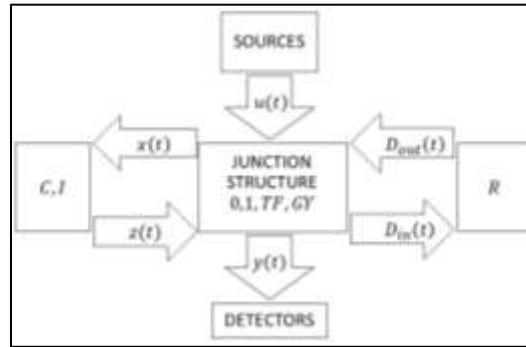 SOURCES
u(t)
x(t)
D_out(t)
C, I
JUNCTION
STRUCTURE
0, 1, TF, GY
R
z(t)
D_in(t)
y(t)
DETECTORS